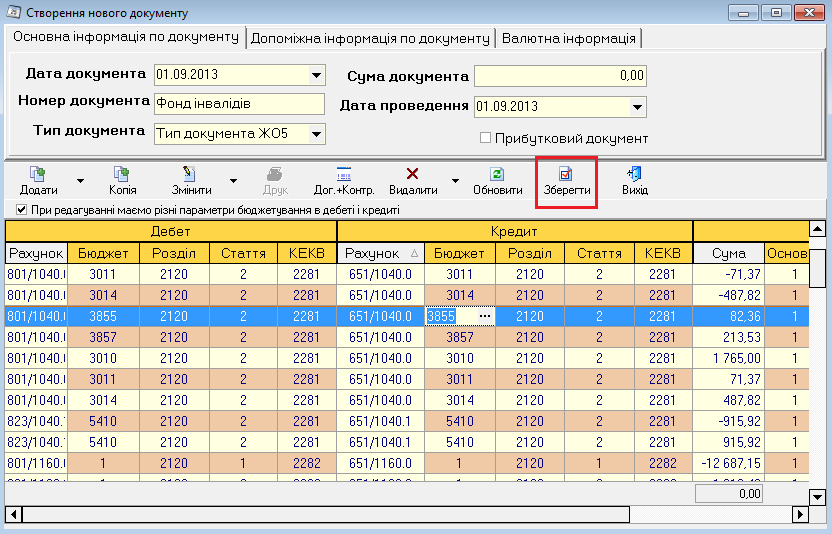 Створення нового документу
Основна інформація по документу Допоміжна інформація по документу Валютна інформація
Дата документа 01.09.2013 Сума документа 0,00
Номер документа Фонд інвалідів Дата проведення 01.09.2013
Тип документа Тип документа ЖО5 Прибутковий документ
Додати Копія Змінити Друк Дог.+Контр. Видалити Обновити Зберегти Вихід
При редагуванні маємо різні параметри бюджетування в дебеті і кредиті
Дебет Кредит
Рахунок Бюджет Розділ Стаття КЕКВ Рахунок Бюджет Розділ Стаття КЕКВ Сума Основ
801/1040.0 3011 2120 2 2281 651/1040.0 3011 2120 2 2281 -71,37 1
801/1040.0 3014 2120 2 2281 651/1040.0 3014 2120 2 2281 -487,82 1
801/1040.0 3855 2120 2 2281 651/1040.0 3855 ... 2120 2 2281 82,36 1
801/1040.0 3857 2120 2 2281 651/1040.0 3857 2120 2 2281 213,53 1
801/1040.0 3010 2120 2 2281 651/1040.0 3010 2120 2 2281 1 765,00 1
801/1040.0 3011 2120 2 2281 651/1040.0 3011 2120 2 2281 71,37 1
801/1040.0 3014 2120 2 2281 651/1040.0 3014 2120 2 2281 487,82 1
823/1040. 5410 2120 2 2281 651/1040.1 5410 2120 2 2281 -915,92 1
823/1040. 5410 2120 2 2281 651/1040.1 5410 2120 2 2281 915,92 1
801/1160.0 1 2120 1 2282 651/1160.0 1 2120 1 2282 -12 687,15 1
0,00